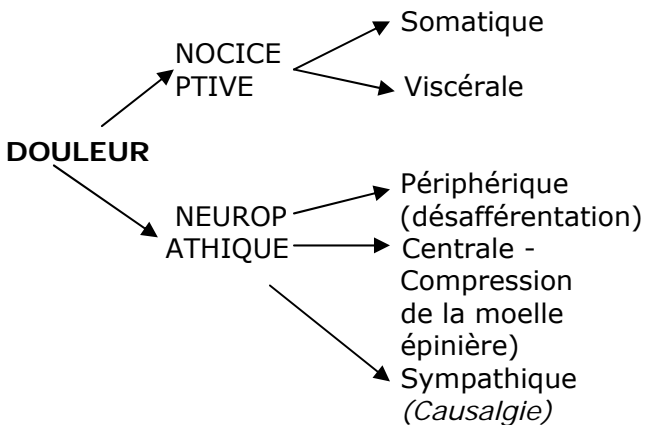 Somatique
NOCICE
PTIVE
Viscérale
DOULEUR
Périphérique
(désafférentation)
NEUROP
ATHIQUE
Centrale -
Compression
de la moelle
épinière)
Sympathique
(Causalgie)